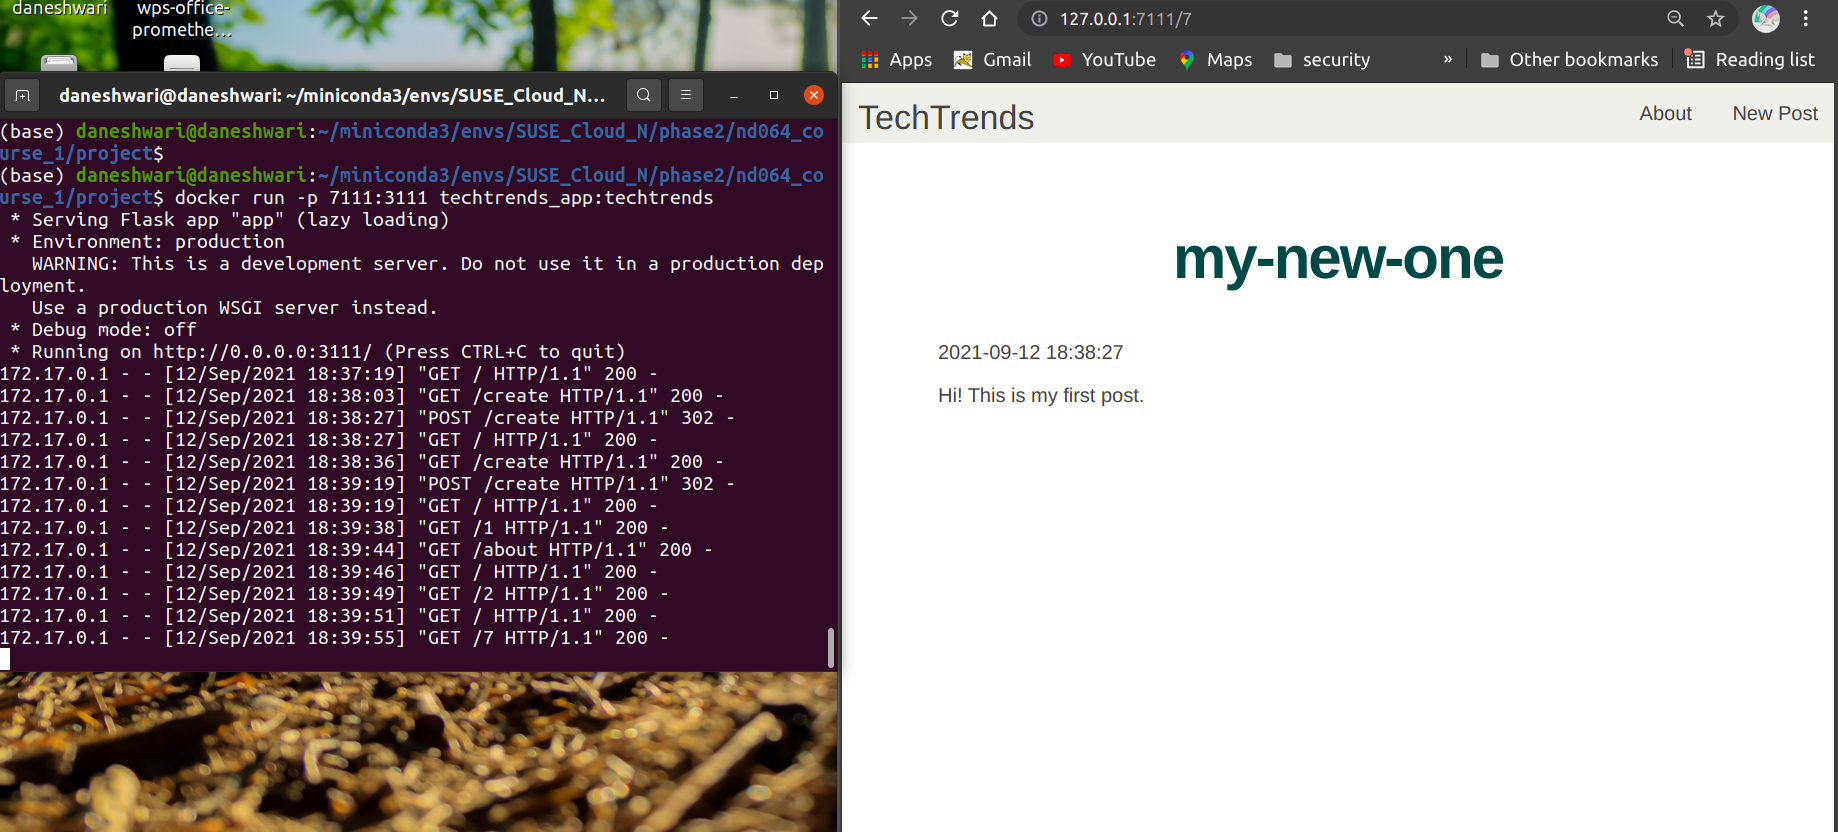 daneshwari
wps-office-
promethe...
daneshwari@daneshwari: ~/miniconda3/envs/SUSE_Cloud_N...
(base) daneshwari@daneshwari:~/miniconda3/envs/SUSE_Cloud_N/phase2/nd064_co
urse_1/project$
(base) daneshwari@daneshwari:~/miniconda3/envs/SUSE_Cloud_N/phase2/nd064_co
urse_1/project$ docker run -p 7111:3111 techtrends_app:techtrends
* Serving Flask app "app" (lazy loading)
* Environment: production
WARNING: This is a development server. Do not use it in a production dep
loyment.
Use a production WSGI server instead.
* Debug mode: off
* Running on http://0.0.0.0:3111/ (Press CTRL+C to quit)
172.17.0.1 - - [12/Sep/2021 18:37:19] "GET / HTTP/1.1" 200 -
172.17.0.1 - - [12/Sep/2021 18:38:03] "GET /create HTTP/1.1" 200 -
172.17.0.1 - - [12/Sep/2021 18:38:27] "POST /create HTTP/1.1" 302 -
172.17.0.1 - - [12/Sep/2021 18:38:27] "GET / HTTP/1.1" 200 -
172.17.0.1 - - [12/Sep/2021 18:38:36] "GET /create HTTP/1.1" 200 -
172.17.0.1 - - [12/Sep/2021 18:39:19] "POST /create HTTP/1.1" 302 -
172.17.0.1 - - [12/Sep/2021 18:39:19] "GET / HTTP/1.1" 200 -
172.17.0.1 - - [12/Sep/2021 18:39:38] "GET /1 HTTP/1.1" 200 -
172.17.0.1 - - [12/Sep/2021 18:39:44] "GET /about HTTP/1.1" 200 -
172.17.0.1 - - [12/Sep/2021 18:39:46] "GET / HTTP/1.1" 200 -
172.17.0.1 - - [12/Sep/2021 18:39:49] "GET /2 HTTP/1.1" 200 -
172.17.0.1 - - [12/Sep/2021 18:39:51] "GET / HTTP/1.1" 200 -
172.17.0.1 - - [12/Sep/2021 18:39:55] "GET /7 HTTP/1.1" 200 -
127.0.0.1:7111/7
Apps Gmail YouTube Maps security » Other bookmarks Reading list
TechTrends About New Post
my-new-one
2021-09-12 18:38:27
Hi! This is my first post.